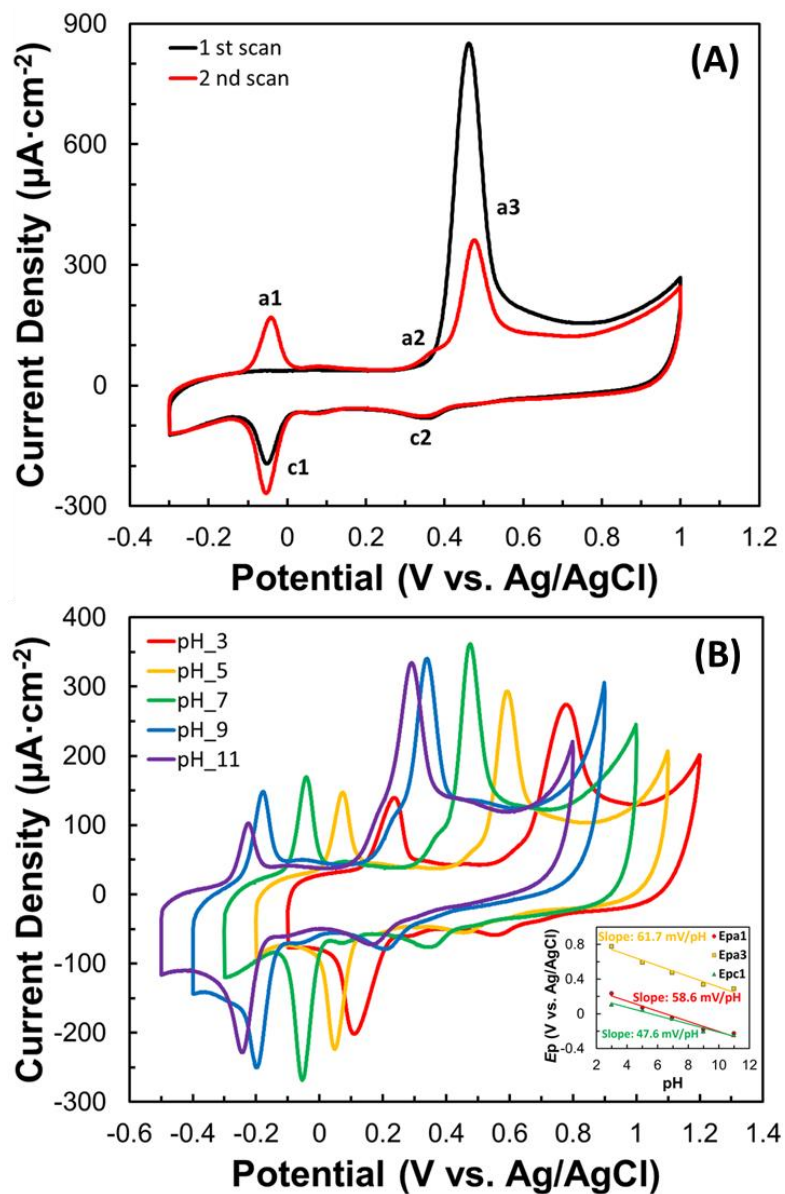 900
600
300
0
-300
Current Density (µA·cm-2)
1 st scan
2 nd scan
(A)
a3
a1
a2
c1
c2
-0.4 -0.2 0 0.2 0.4 0.6 0.8 1 1.2
Potential (V vs. Ag/AgCl)
400
300
200
100
0
-100
-200
-300
Current Density (µA·cm-2)
pH_3
pH_5
pH_7
pH_9
pH_11
(B)
Ep (V vs. Ag/AgCl)
0.8
0.4
0
-0.4
Slope: 61.7 mV/pH
Epa1
Epa3
Epc1
Slope: 58.6 mV/pH
Slope: 47.6 mV/pH
2 4 6 8 10 12
pH
-0.6 -0.4 -0.2 0 0.2 0.4 0.6 0.8 1 1.2 1.4
Potential (V vs. Ag/AgCl)